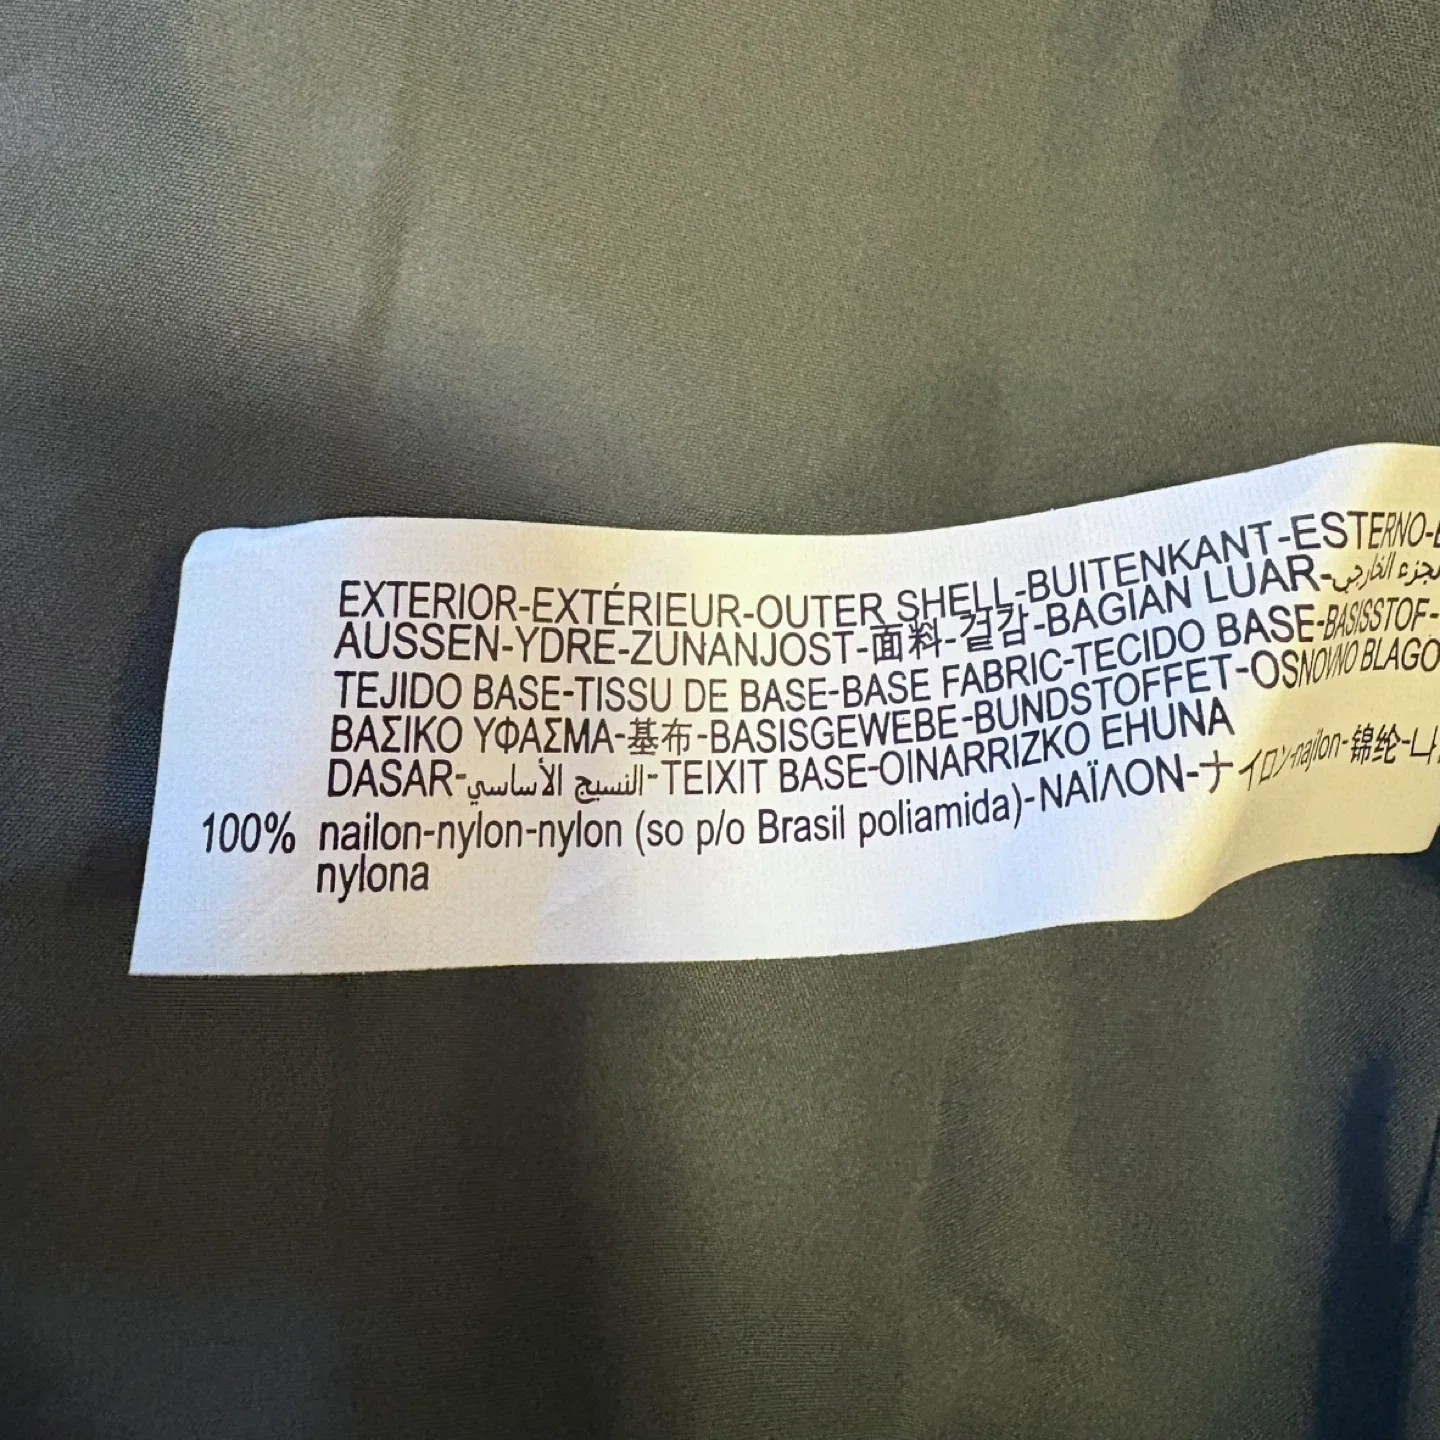 EXTERIOR-EXTÉRIEUR-OUTER SHELL-BUITENKANT-ESTERNO-
AUSSEN-YDRE-ZUNANJOST-面料-겉감-BAGIAN LUAR-الجزء الخارجي
TEJIDO BASE-TISSU DE BASE-BASE FABRIC-TECIDO BASE-BASISSTOF-
ΒΑΣΙΚΟ ΥΦΑΣΜΑ-基布-BASISGEWEBE-BUNDSTOFFET-OSNOVNO BLAGO
DASAR-النسيج الأساسي-TEIXIT BASE-OINARRIZKO EHUNA
100% nailon-nylon-nylon (so p/o Brasil poliamida)-ΝΑΪΛΟΝ-ナイロン-najlon-锦纶-
nylona